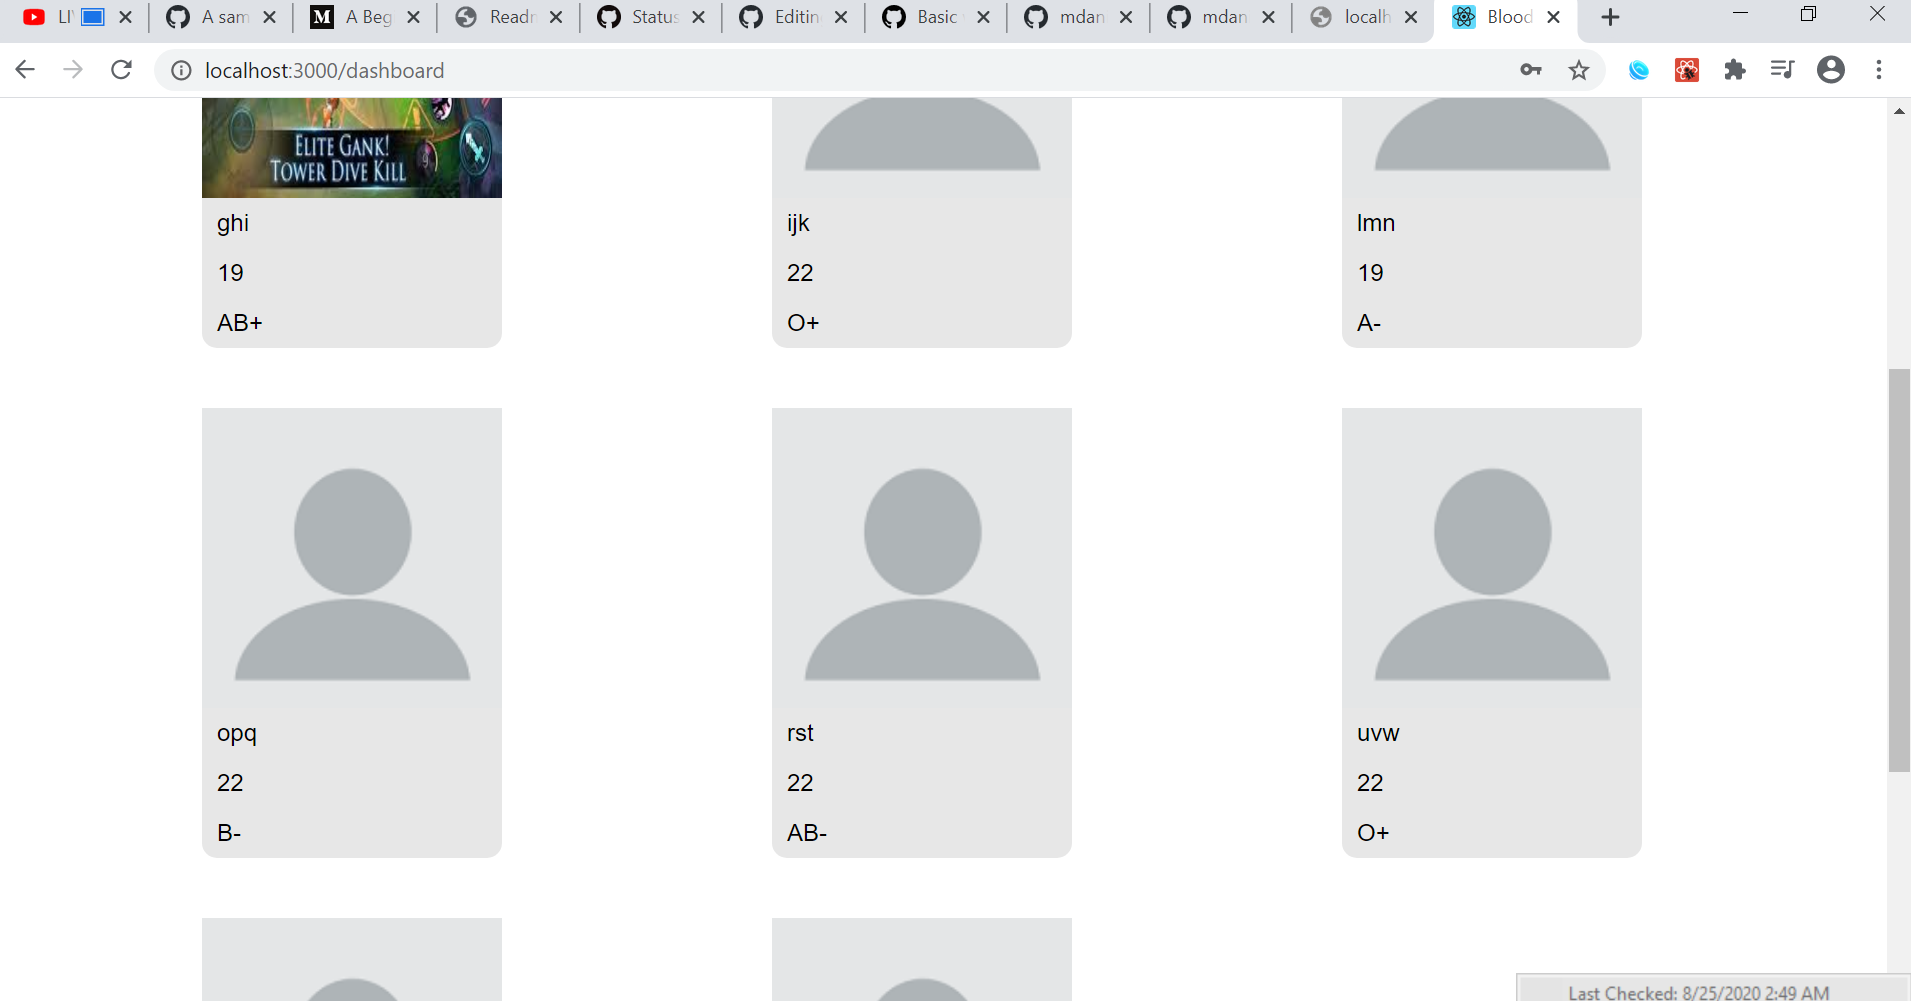 LI A sam M A Beg Readr Status Editin Basic mdan mdan localh Blood
localhost:3000/dashboard
ELITE GANK!
TOWER DIVE KILL
9
ghi ijk lmn
19 22 19
AB+ O+ A-
opq rst uvw
22 22 22
B- AB- O+
Last Checked: 8/25/2020 2:49 AM